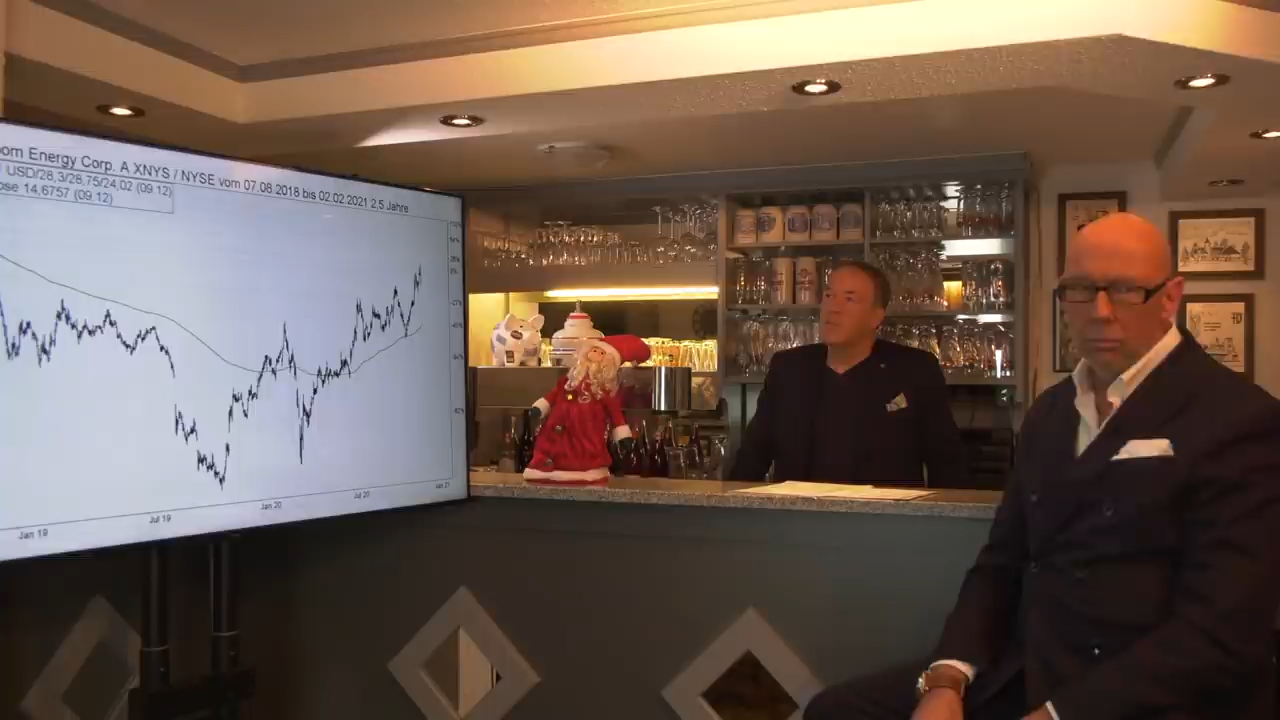 oom Energy Corp. A XNYS / NYSE vom 07.08.2018 bis 02.02.2021 2,5 Jahre
USD/28,3/28,75/24,02 (09.12)
ose 14,6757 (09.12)
Jan 19
Jul 19
Jan 20
Jul 20
Jan 21